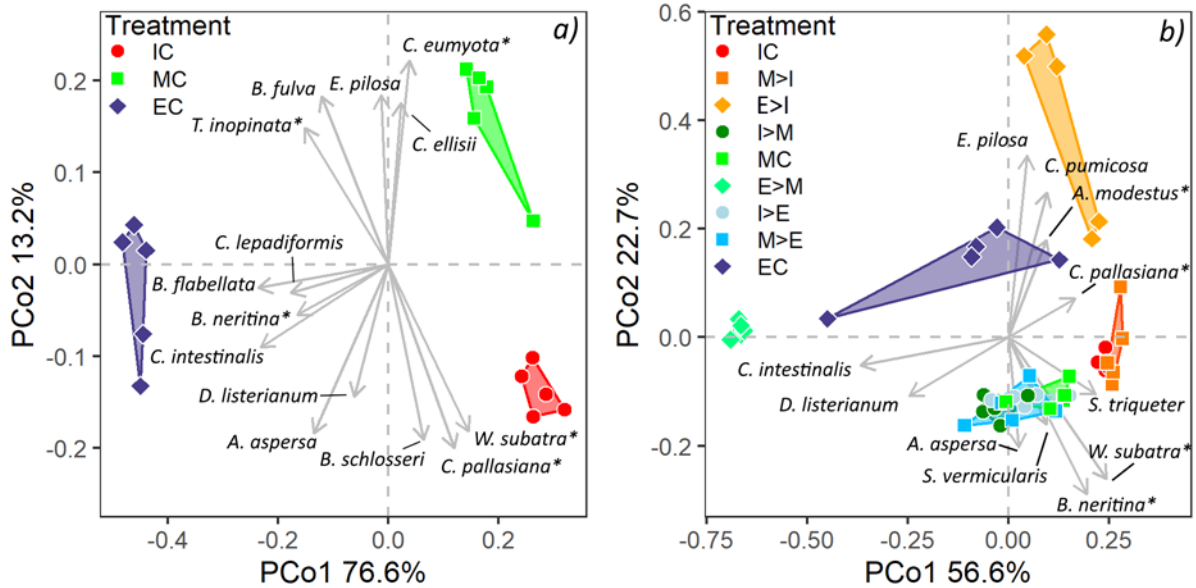 Treatment
IC
MC
EC
a)
C. eumyota*
B. fulva
E. pilosa
T. inopinata*
C. ellisii
C. lepadiformis
B. flabellata
B. neritina*
C. intestinalis
D. listerianum
A. aspersa
B. schlosseri
W. subatra*
C. pallasiana*
0.2
0.1
0.0
-0.1
-0.2
PCo2 13.2%
-0.4
-0.2
0.0
0.2
PCo1 76.6%
Treatment
IC
M>I
E>I
I>M
MC
E>M
I>E
M>E
EC
b)
E. pilosa
C. pumicosa
A. modestus*
C. pallasiana*
C. intestinalis
D. listerianum
S. triqueter
A. aspersa
W. subatra*
S. vermicularis
B. neritina*
0.6
0.4
0.2
0.0
-0.2
PCo2 22.7%
-0.75
-0.50
-0.25
0.00
0.25
PCo1 56.6%